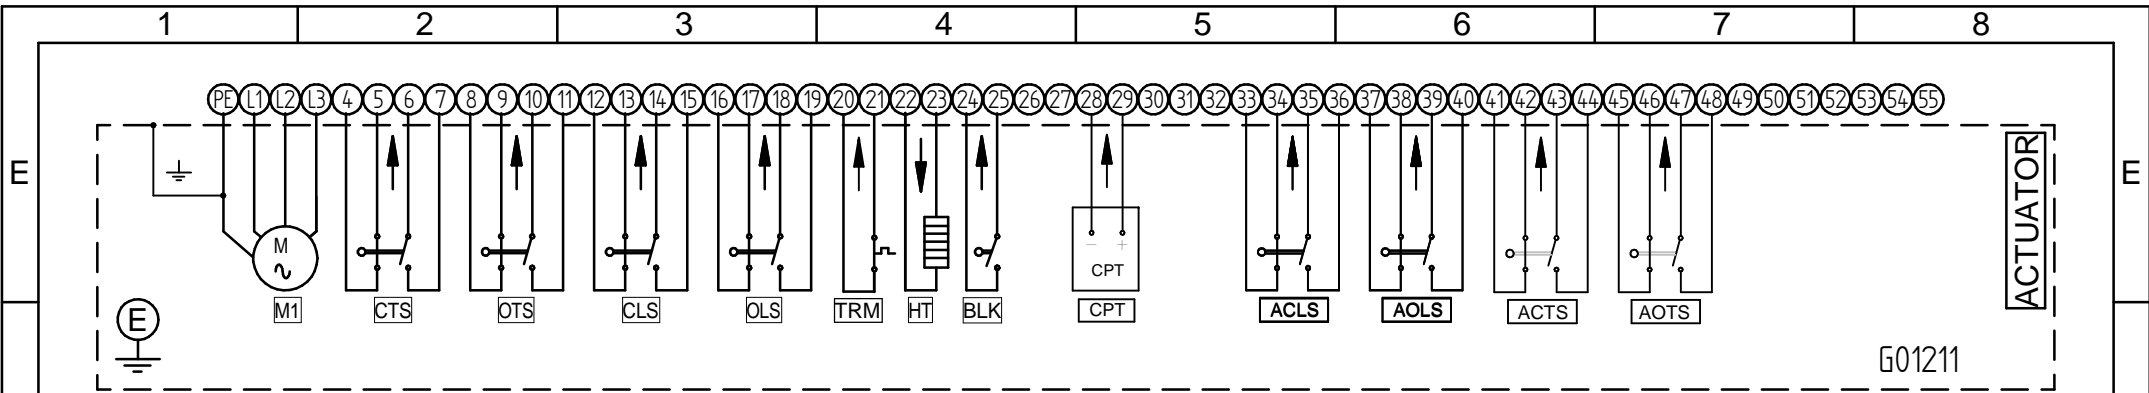 1 2 3 4 5 6 7 8
PE L1 L2 L3 4 5 6 7 8 9 10 11 12 13 14 15 16 17 18 19 20 21 22 23 24 25 26 27 28 29 30 31 32 33 34 35 36 37 38 39 40 41 42 43 44 45 46 47 48 49 50 51 52 53 54 55
E E
ACTUATOR
M
- +
CPT
M1 CTS OTS CLS OLS TRM HT BLK CPT ACLS AOLS ACTS AOTS
E
G01211